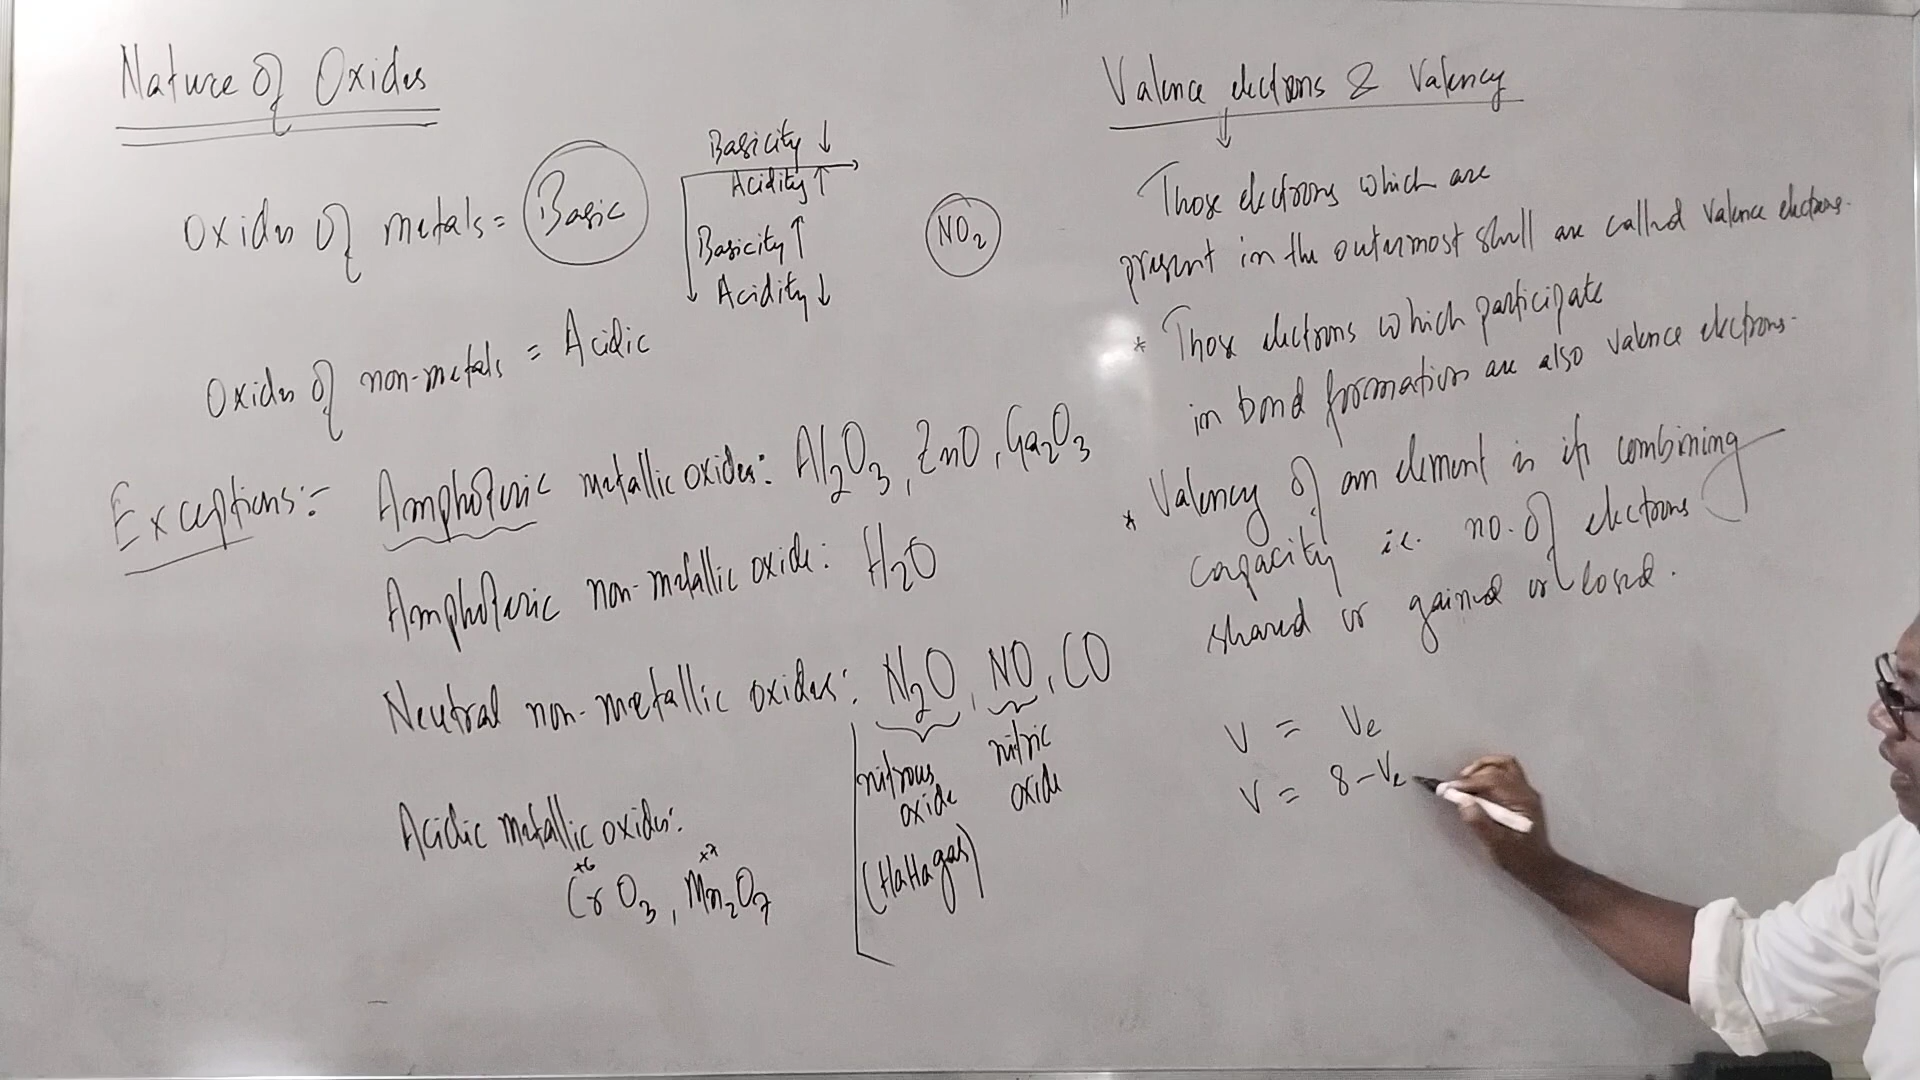 Nature Of Oxides
Oxides Of metals = Basic
Basicity ↓
Acidity ↑
Basicity ↑
Acidity ↓
NO₂
Oxides Of non-metals = Acidic
Exceptions:- Amphoteric metallic oxides: Al₂O₃, ZnO, Ga₂O₃
Amphoteric non-metallic oxide: H₂O
Neutral non-metallic oxides: N₂O, NO, CO
nitrous
oxide
(HaHa gas)
nitric
oxide
Acidic metallic oxides:
+6 +7
CrO₃, Mn₂O₇
Valence electrons & Valency
↓
Those electrons which are
present in the outermost shell are called Valence electrons.
* Those electrons which participate
in bond formation are also valence electrons.
* Valency Of an element is its combining
capacity i.e. no. Of electrons
shared or gained or losed.
V = Ve
V = 8 - Ve